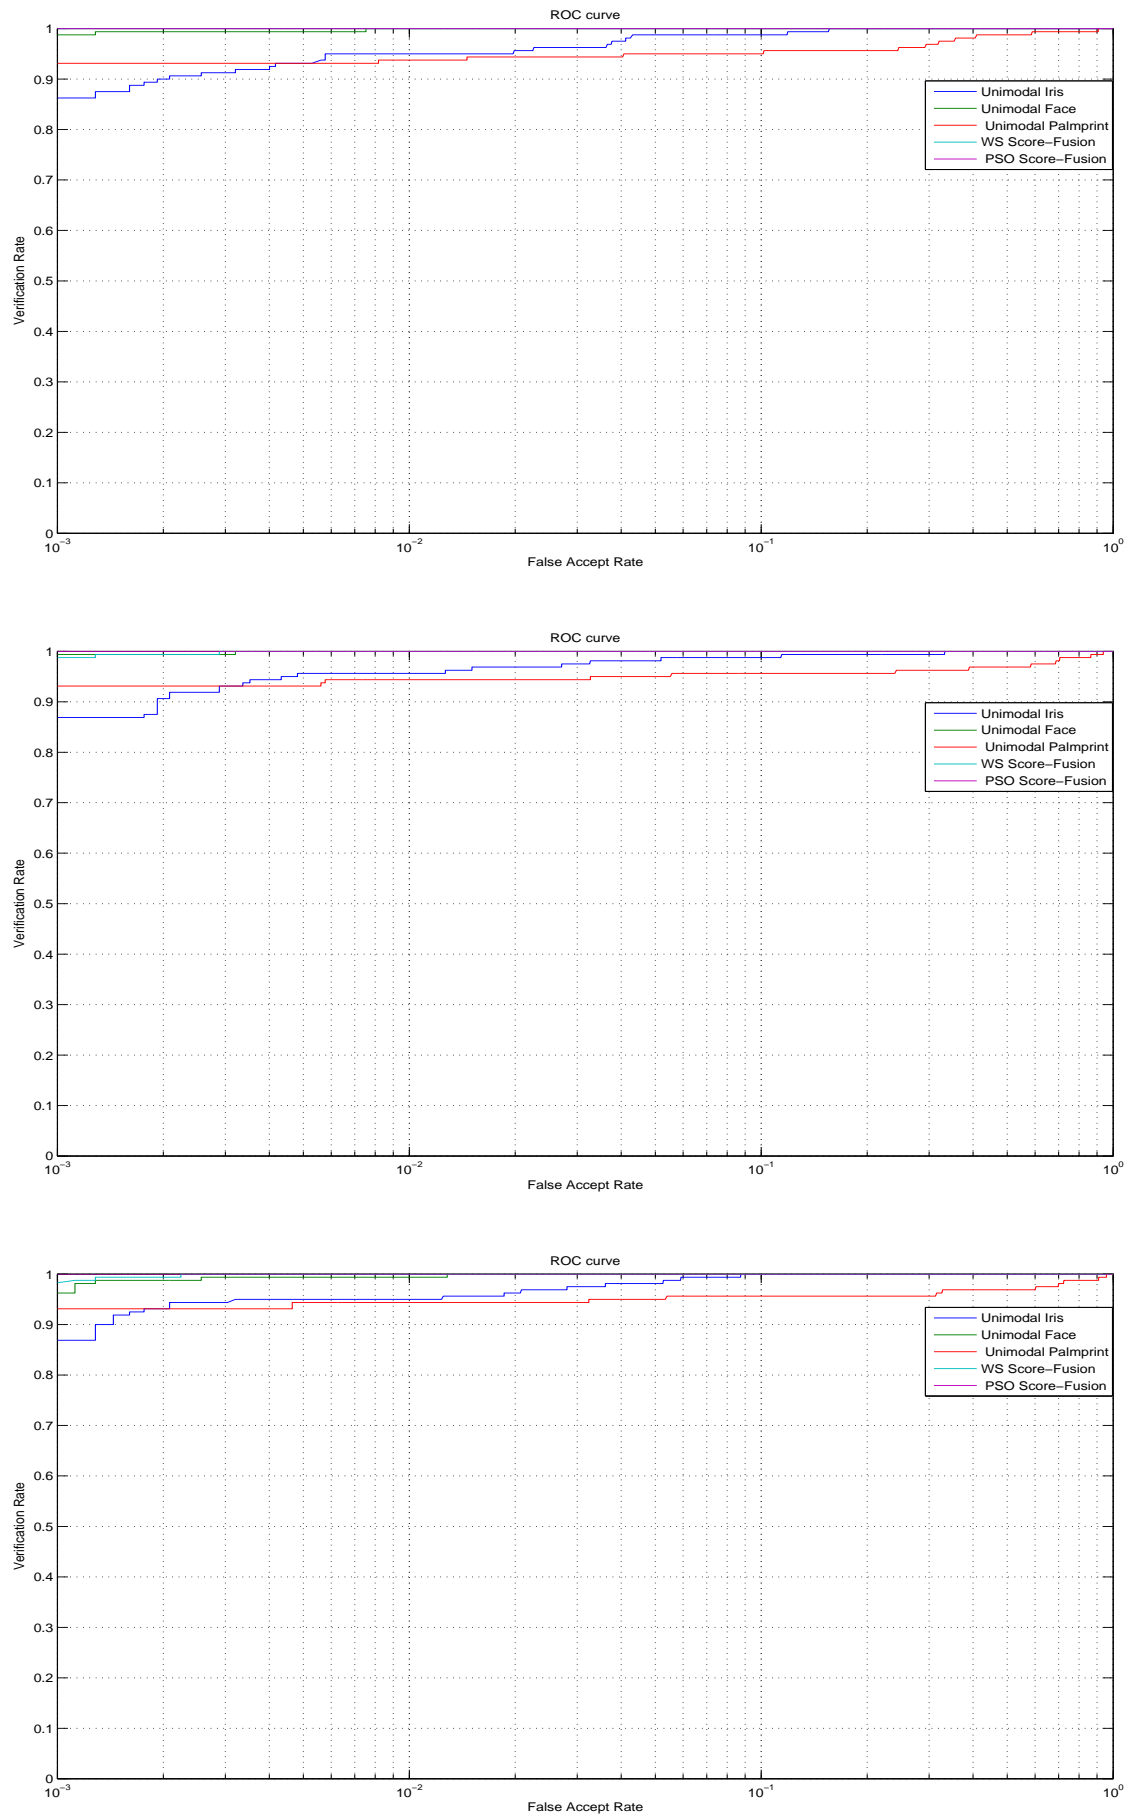 ROC curve
1
0.9
0.8
0.7
0.6
0.5
0.4
0.3
0.2
0.1
0
Verification Rate
Unimodal Iris
Unimodal Face
Unimodal Palmprint
WS Score−Fusion
PSO Score−Fusion
10⁻³
10⁻²
10⁻¹
10⁰
False Accept Rate
ROC curve
1
0.9
0.8
0.7
0.6
0.5
0.4
0.3
0.2
0.1
0
Verification Rate
Unimodal Iris
Unimodal Face
Unimodal Palmprint
WS Score−Fusion
PSO Score−Fusion
10⁻³
10⁻²
10⁻¹
10⁰
False Accept Rate
ROC curve
1
0.9
0.8
0.7
0.6
0.5
0.4
0.3
0.2
0.1
0
Verification Rate
Unimodal Iris
Unimodal Face
Unimodal Palmprint
WS Score−Fusion
PSO Score−Fusion
10⁻³
10⁻²
10⁻¹
10⁰
False Accept Rate